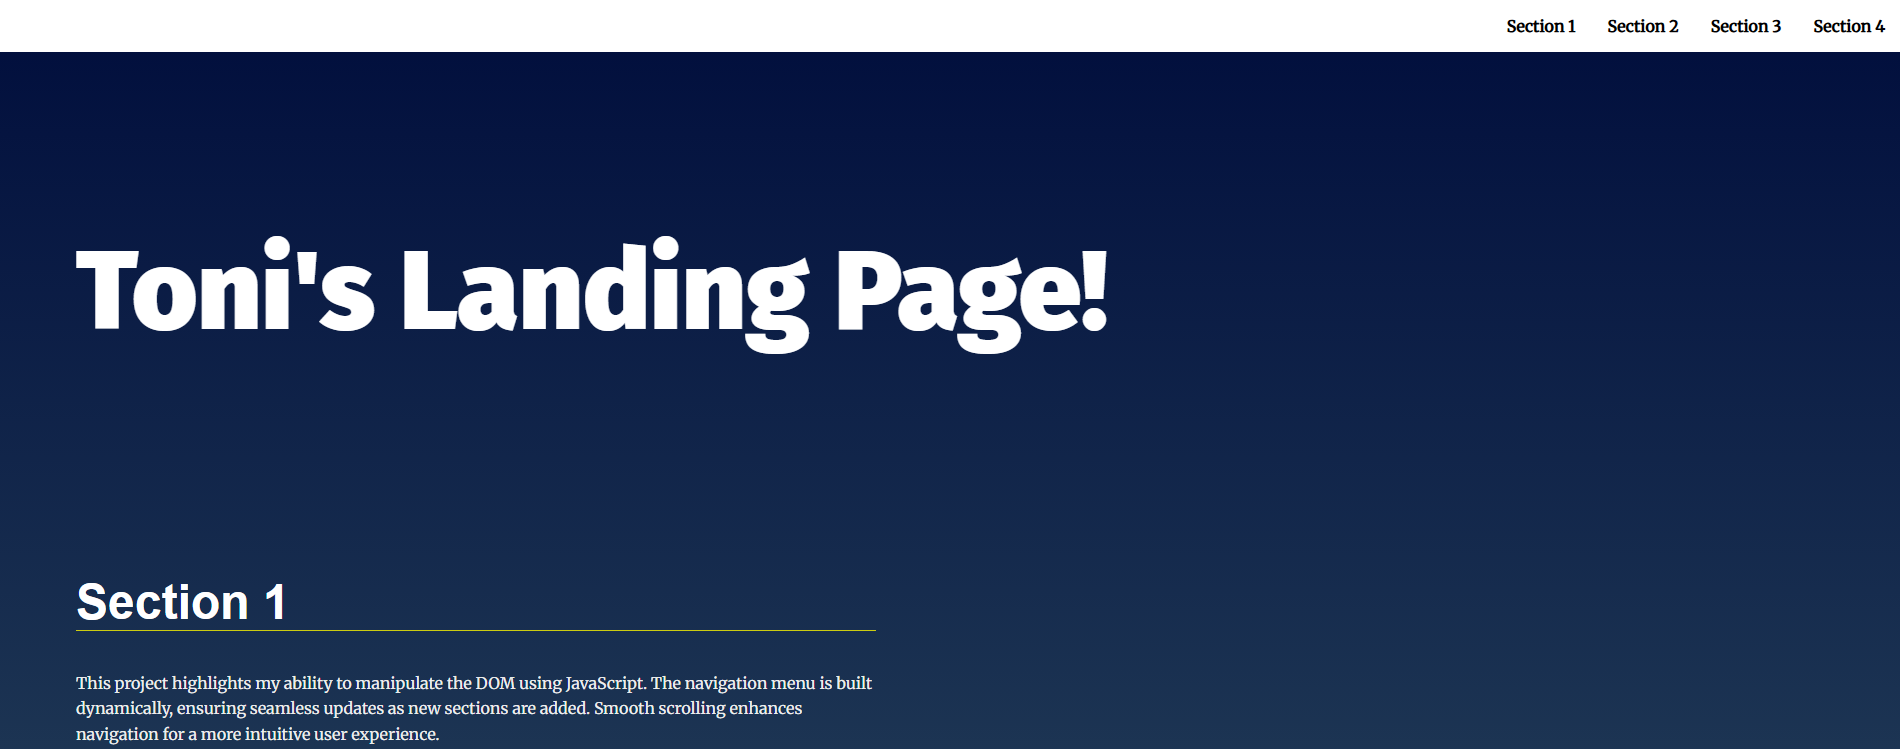 Section 1 Section 2 Section 3 Section 4
Toni's Landing Page!
Section 1
This project highlights my ability to manipulate the DOM using JavaScript. The navigation menu is built
dynamically, ensuring seamless updates as new sections are added. Smooth scrolling enhances
navigation for a more intuitive user experience.